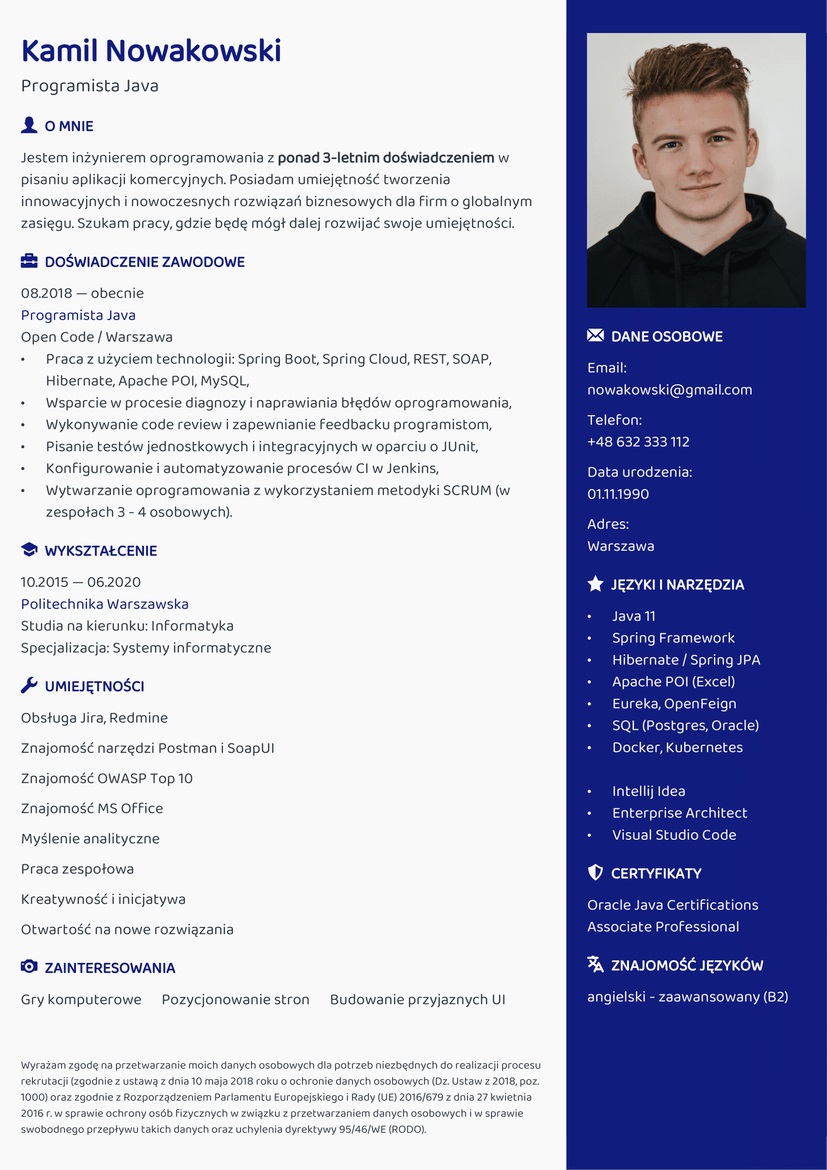 Kamil Nowakowski
Programista Java
O MNIE
Jestem inżynierem oprogramowania z ponad 3-letnim doświadczeniem w
pisaniu aplikacji komercyjnych. Posiadam umiejętność tworzenia
innowacyjnych i nowoczesnych rozwiązań biznesowych dla firm o globalnym
zasięgu. Szukam pracy, gdzie będę mógł dalej rozwijać swoje umiejętności.
DOŚWIADCZENIE ZAWODOWE
08.2018 — obecnie
Programista Java
Open Code / Warszawa
• Praca z użyciem technologii: Spring Boot, Spring Cloud, REST, SOAP,
Hibernate, Apache POI, MySQL,
• Wsparcie w procesie diagnozy i naprawiania błędów oprogramowania,
• Wykonywanie code review i zapewnianie feedbacku programistom,
• Pisanie testów jednostkowych i integracyjnych w oparciu o JUnit,
• Konfigurowanie i automatyzowanie procesów CI w Jenkins,
• Wytwarzanie oprogramowania z wykorzystaniem metodyki SCRUM (w
zespołach 3 - 4 osobowych).
WYKSZTAŁCENIE
10.2015 — 06.2020
Politechnika Warszawska
Studia na kierunku: Informatyka
Specjalizacja: Systemy informatyczne
UMIEJĘTNOŚCI
Obsługa Jira, Redmine
Znajomość narzędzi Postman i SoapUI
Znajomość OWASP Top 10
Znajomość MS Office
Myślenie analityczne
Praca zespołowa
Kreatywność i inicjatywa
Otwartość na nowe rozwiązania
ZAINTERESOWANIA
Gry komputerowe Pozycjonowanie stron Budowanie przyjaznych UI
Wyrażam zgodę na przetwarzanie moich danych osobowych dla potrzeb niezbędnych do realizacji procesu
rekrutacji (zgodnie z ustawą z dnia 10 maja 2018 roku o ochronie danych osobowych (Dz. Ustaw z 2018, poz.
1000) oraz zgodnie z Rozporządzeniem Parlamentu Europejskiego i Rady (UE) 2016/679 z dnia 27 kwietnia
2016 r. w sprawie ochrony osób fizycznych w związku z przetwarzaniem danych osobowych i w sprawie
swobodnego przepływu takich danych oraz uchylenia dyrektywy 95/46/WE (RODO).
DANE OSOBOWE
Email:
nowakowski@gmail.com
Telefon:
+48 632 333 112
Data urodzenia:
01.11.1990
Adres:
Warszawa
JĘZYKI I NARZĘDZIA
• Java 11
• Spring Framework
• Hibernate / Spring JPA
• Apache POI (Excel)
• Eureka, OpenFeign
• SQL (Postgres, Oracle)
• Docker, Kubernetes
• Intellij Idea
• Enterprise Architect
• Visual Studio Code
CERTYFIKATY
Oracle Java Certifications
Associate Professional
ZNAJOMOŚĆ JĘZYKÓW
angielski - zaawansowany (B2)